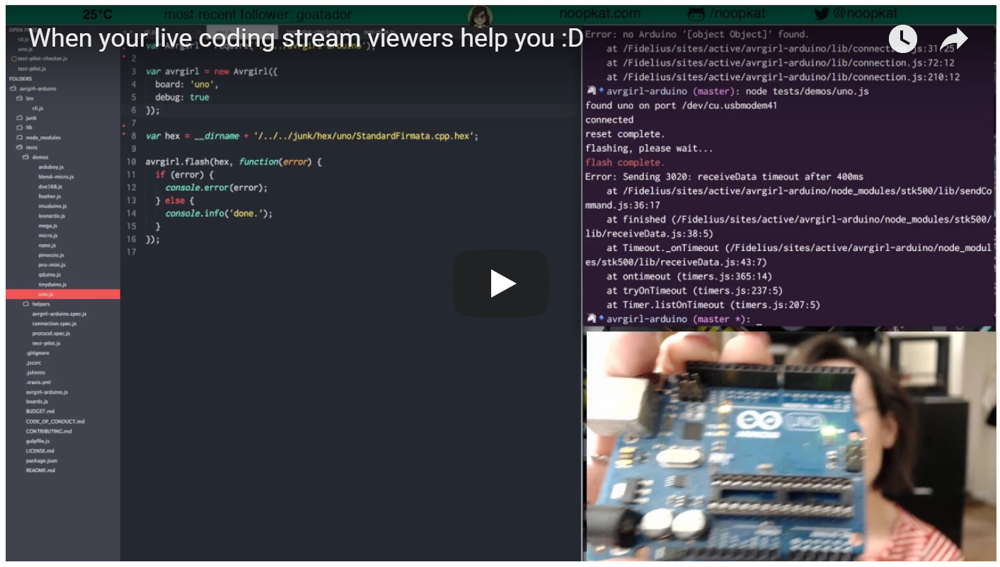 25°C
most recent follower: goatador
noopkat.com
/noopkat
@noopkat
When your live coding stream viewers help you :D
uno.js
test-pilot-checker.js
test-pilot.js
FOLDERS
avrgirl-arduino
bin
cli.js
junk
lib
node_modules
tests
demos
arduboy.js
blend-micro.js
due168.js
feather.js
imuduino.js
leonardo.js
mega.js
micro.js
nano.js
pinoccio.js
pro-mini.js
qduino.js
tinyduino.js
uno.js
helpers
avrgirl-arduino.spec.js
connection.spec.js
protocol.spec.js
test-pilot.js
.gitignore
.jscsrc
.jshintrc
.travis.yml
avrgirl-arduino.js
boards.js
BUDGET.md
CODE_OF_CONDUCT.md
CONTRIBUTING.md
gulpfile.js
LICENSE.md
package.json
README.md
2
3 var avrgirl = new Avrgirl({
4 board: 'uno',
5 debug: true
6 });
7
8 var hex = __dirname + '/../../junk/hex/uno/StandardFirmata.cpp.hex';
9
10 avrgirl.flash(hex, function(error) {
11 if (error) {
12 console.error(error);
13 } else {
14 console.info('done.');
15 }
16 });
17
Error: no Arduino '[object Object]' found.
at /Fidelius/sites/active/avrgirl-arduino/lib/connection.js:31:25
at /Fidelius/sites/active/avrgirl-arduino/lib/connection.js:72:12
at /Fidelius/sites/active/avrgirl-arduino/lib/connection.js:210:12
avrgirl-arduino (master): node tests/demos/uno.js
found uno on port /dev/cu.usbmodem41
connected
reset complete.
flashing, please wait...
flash complete.
Error: Sending 3020: receiveData timeout after 400ms
at /Fidelius/sites/active/avrgirl-arduino/node_modules/stk500/lib/sendCo
mmand.js:36:17
at finished (/Fidelius/sites/active/avrgirl-arduino/node_modules/stk500/
lib/receiveData.js:38:5)
at Timeout._onTimeout (/Fidelius/sites/active/avrgirl-arduino/node_modul
es/stk500/lib/receiveData.js:43:7)
at ontimeout (timers.js:365:14)
at tryOnTimeout (timers.js:237:5)
at Timer.listOnTimeout (timers.js:207:5)
avrgirl-arduino (master *): _
UNO
ARDUINO